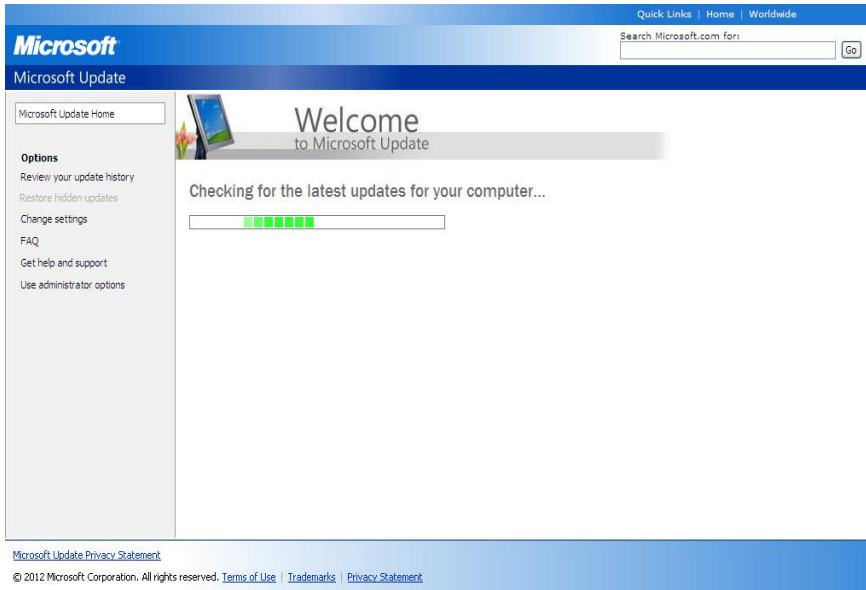 Quick Links | Home | Worldwide
Microsoft
Search Microsoft.com for:
Go
Microsoft Update
Microsoft Update Home
Options
Review your update history
Restore hidden updates
Change settings
FAQ
Get help and support
Use administrator options
Welcome
to Microsoft Update
Checking for the latest updates for your computer...
Microsoft Update Privacy Statement
© 2012 Microsoft Corporation. All rights reserved. Terms of Use | Trademarks | Privacy Statement